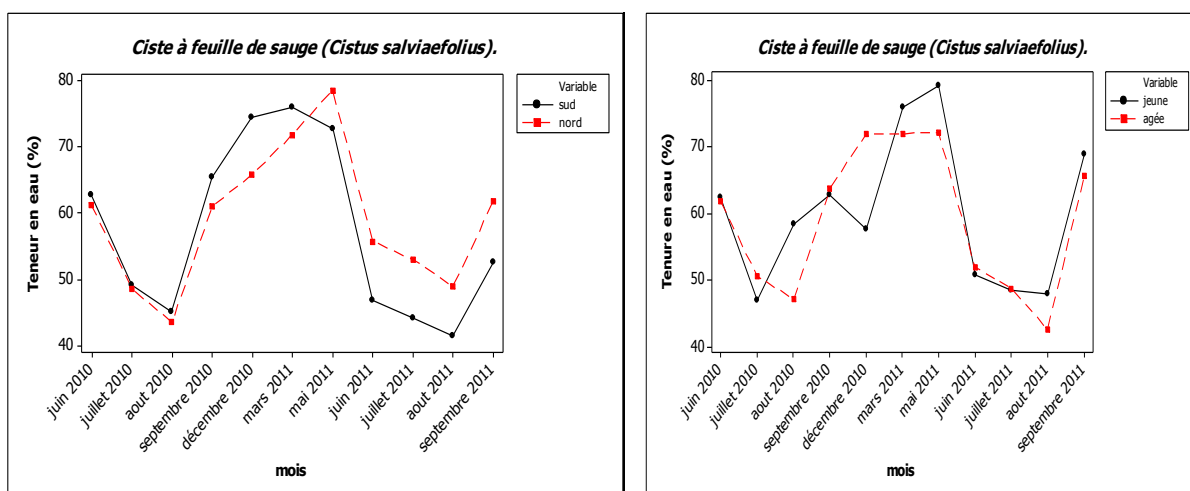 Ciste à feuille de sauge (Cistus salviaefolius).
Variable
sud
nord
80
70
60
50
40
Teneur en eau (%)
juin 2010
juillet 2010
aout 2010
septembre 2010
décembre 2010
mars 2011
mai 2011
juin 2011
juillet 2011
aout 2011
septembre 2011
mois
Ciste à feuille de sauge (Cistus salviaefolius).
Variable
jeune
agée
80
70
60
50
40
Tenure en eau (%)
juin 2010
juillet 2010
aout 2010
septembre 2010
décembre 2010
mars 2011
mai 2011
juin 2011
juillet 2011
aout 2011
septembre 2011
mois